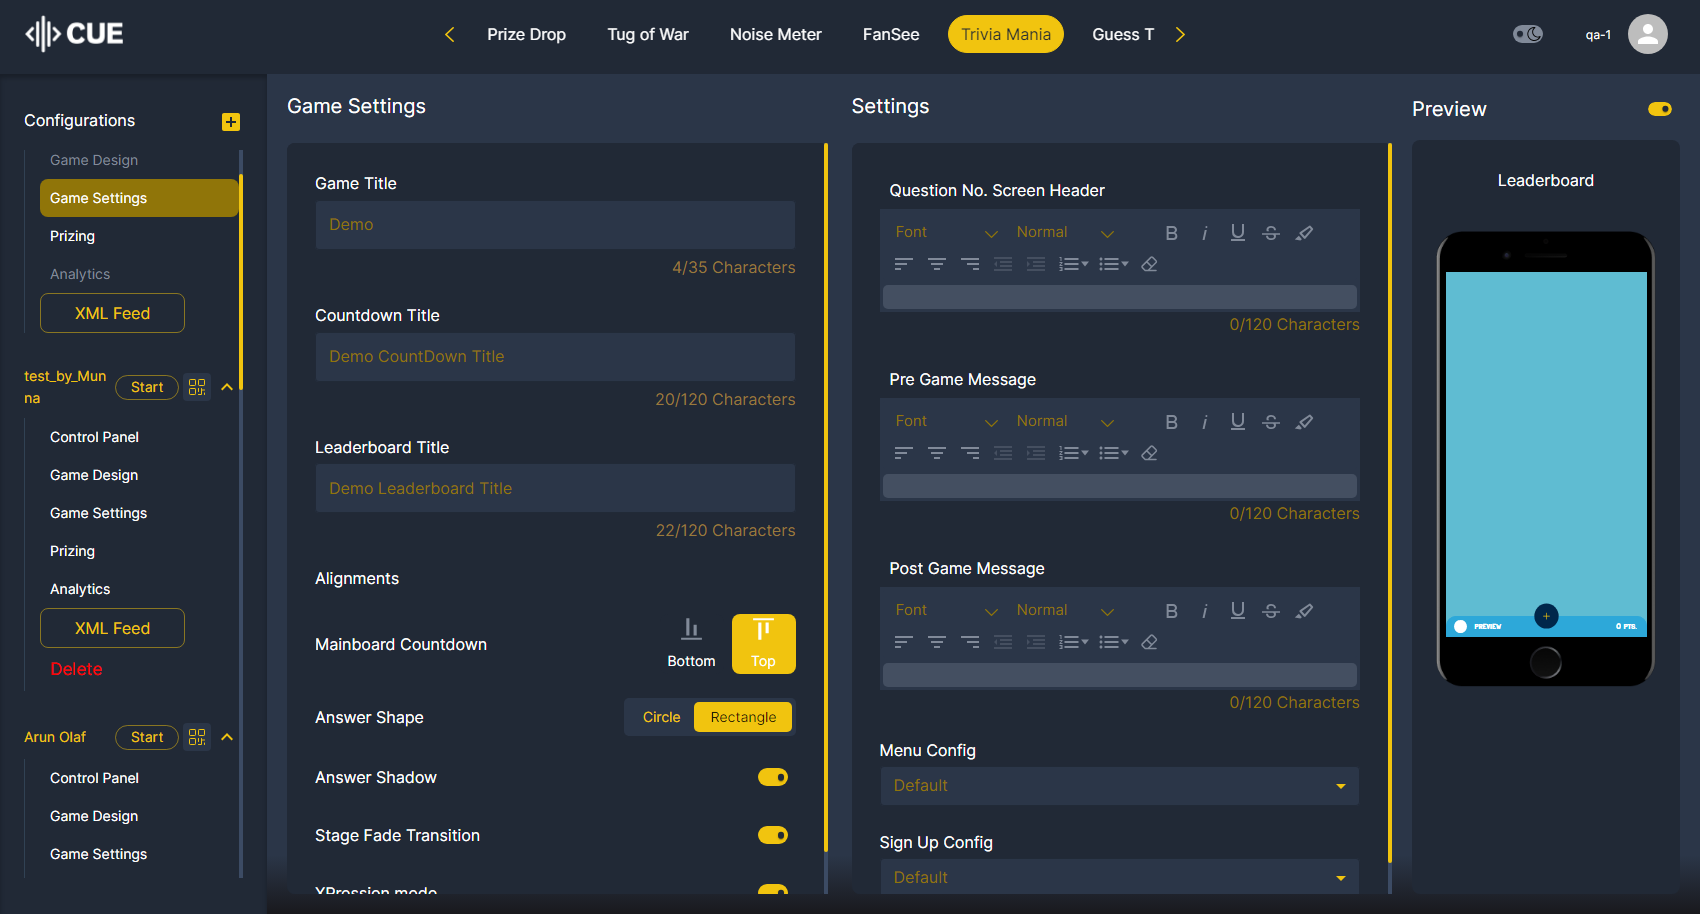 CUE
Prize Drop
Tug of War
Noise Meter
FanSee
Trivia Mania
Guess T
qa-1
Configurations
Game Design
Game Settings
Prizing
Analytics
XML Feed
test_by_Mun
na
Start
Control Panel
Game Design
Game Settings
Prizing
Analytics
XML Feed
Delete
Arun Olaf
Start
Control Panel
Game Design
Game Settings
Game Settings
Game Title
Demo
4/35 Characters
Countdown Title
Demo CountDown Title
20/120 Characters
Leaderboard Title
Demo Leaderboard Title
22/120 Characters
Alignments
Mainboard Countdown
Bottom
Top
Answer Shape
Circle
Rectangle
Answer Shadow
Stage Fade Transition
XPression mode
Settings
Question No. Screen Header
Font
Normal
B i U S
0/120 Characters
Pre Game Message
Font
Normal
B i U S
0/120 Characters
Post Game Message
Font
Normal
B i U S
0/120 Characters
Menu Config
Default
Sign Up Config
Default
Preview
Leaderboard
PREVIEW
0 PTS.